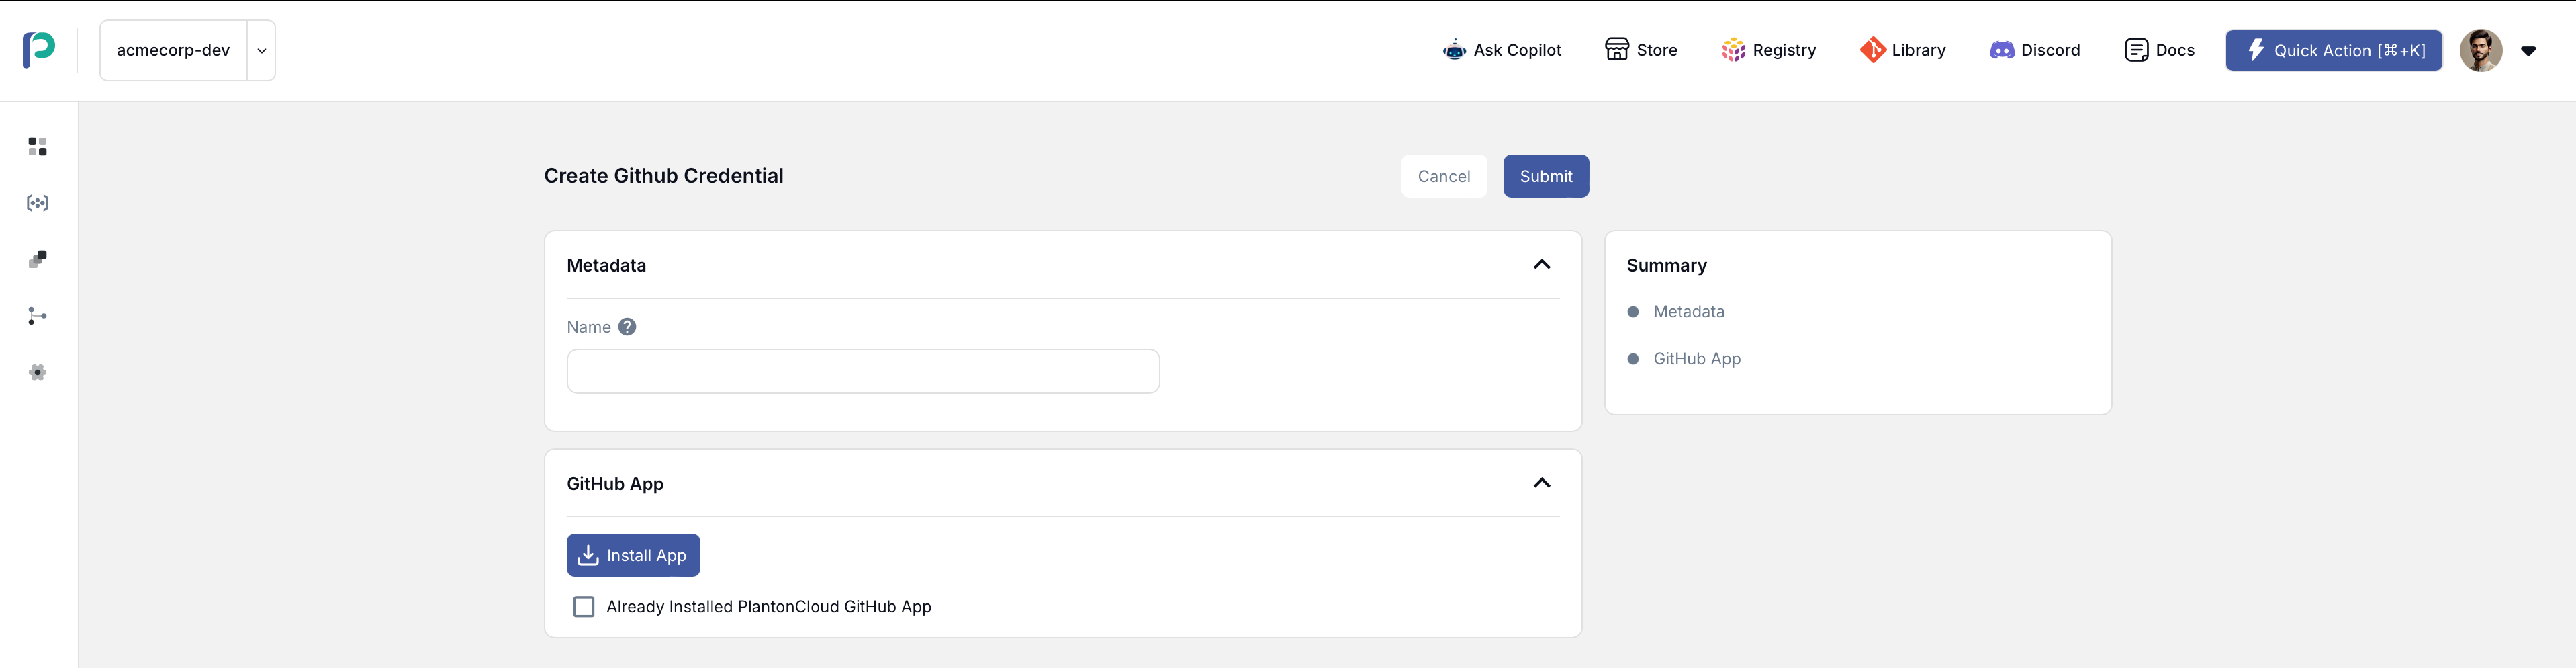 acmecorp-dev
Ask Copilot
Store
Registry
Library
Discord
Docs
Quick Action [⌘+K]
Create Github Credential
Cancel
Submit
Metadata
Name ?
GitHub App
Install App
Already Installed PlantonCloud GitHub App
Summary
Metadata
GitHub App